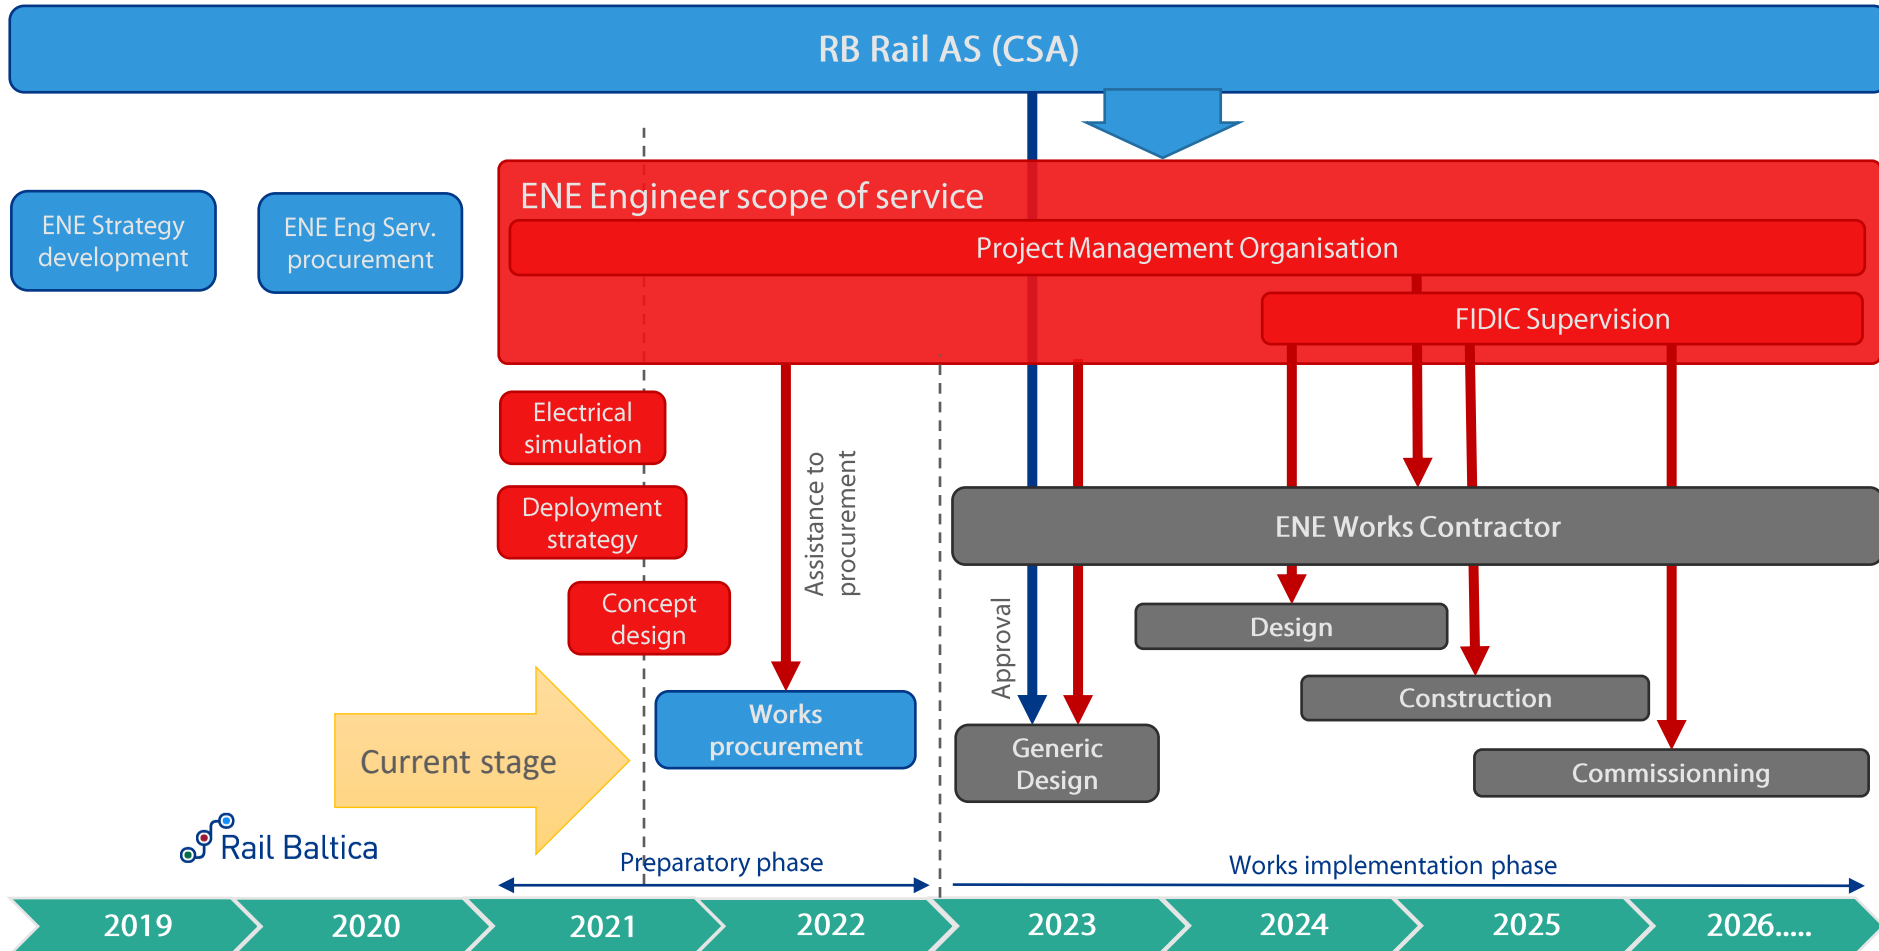 RB Rail AS (CSA)
ENE Engineer scope of service
ENE Strategy
development
ENE Eng Serv.
procurement
Project Management Organisation
FIDIC Supervision
Electrical
simulation
Deployment
strategy
Concept
design
Assistance to
procurement
ENE Works Contractor
Approval
Design
Construction
Works
procurement
Generic
Design
Commissionning
Current stage
Rail Baltica
Preparatory phase
Works implementation phase
2019
2020
2021
2022
2023
2024
2025
2026.....